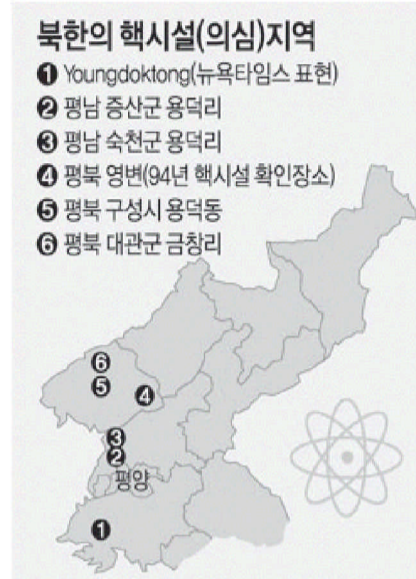 북한의 핵시설(의심)지역
❶ Youngdoktong(뉴욕타임스 표현)
❷ 평남 증산군 용덕리
❸ 평남 숙천군 용덕리
❹ 평북 영변(94년 핵시설 확인장소)
❺ 평북 구성시 용덕동
❻ 평북 대관군 금창리
❻
❺
❹
❸
❷
평양
❶